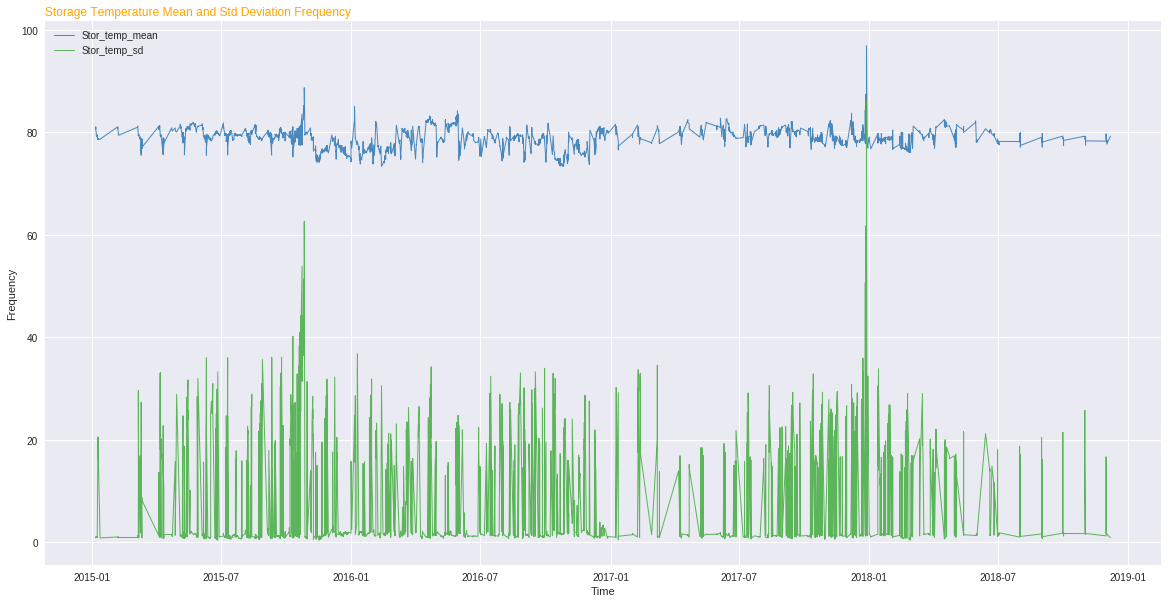 Storage Temperature Mean and Std Deviation Frequency
Stor_temp_mean
Stor_temp_sd
100
80
60
40
20
0
Frequency
2015-01 2015-07 2016-01 2016-07 2017-01 2017-07 2018-01 2018-07 2019-01
Time